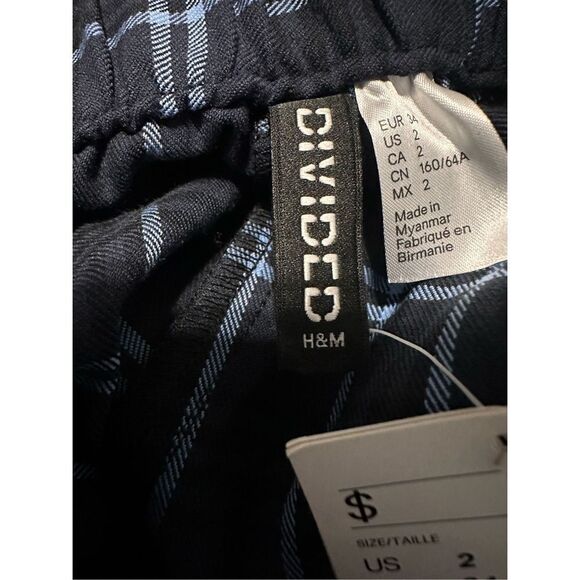 DIVIDED
H&M
EUR 34
US 2
CA 2
CN 160/64A
MX 2
Made in
Myanmar
Fabriqué en
Birmanie
$
SIZE/TAILLE
US 2